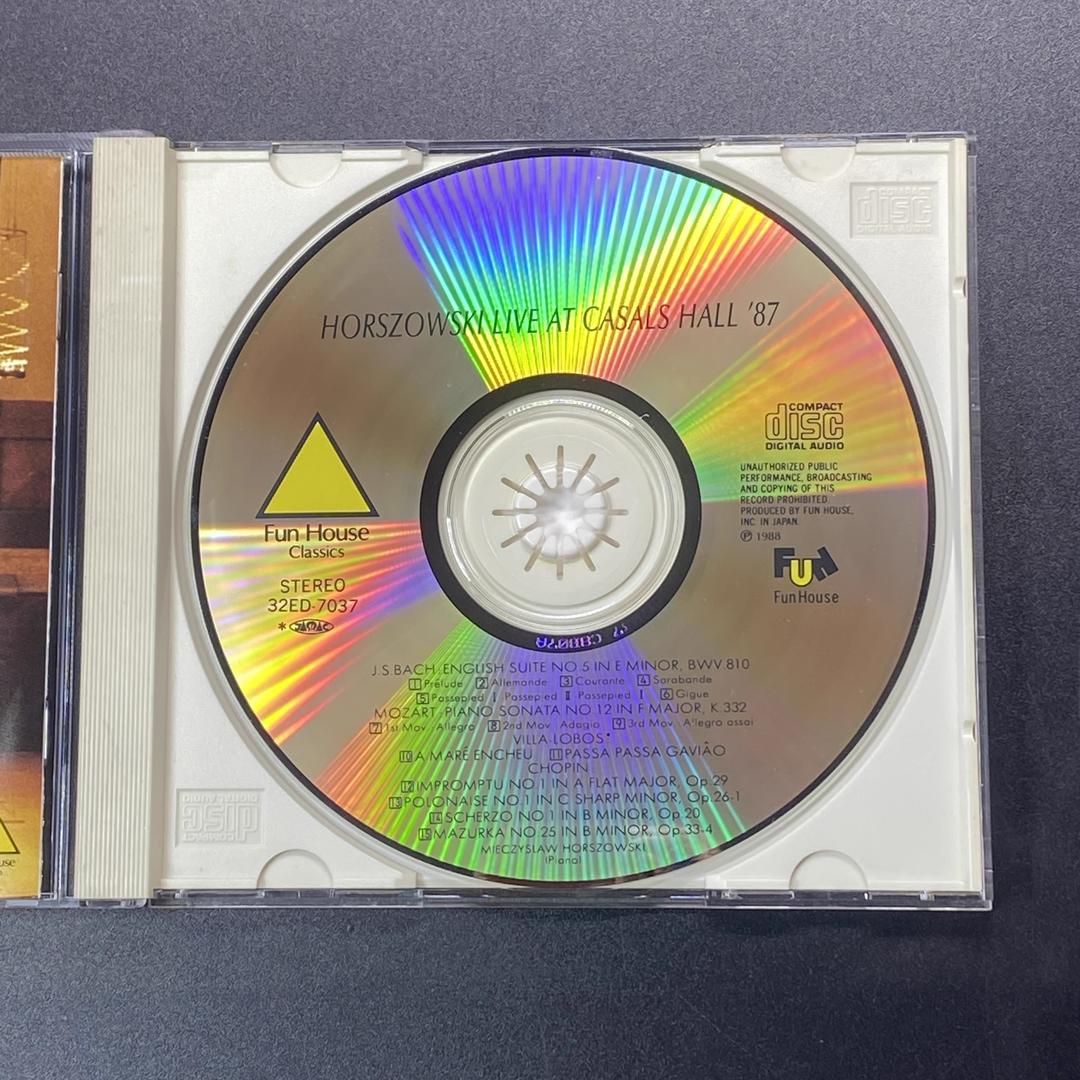 HORSZOWSKI LIVE AT CASALS HALL '87
Fun House
Classics
STEREO
32ED-7037
* JASRAC
COMPACT
disc
DIGITAL AUDIO
UNAUTHORIZED PUBLIC
PERFORMANCE, BROADCASTING
AND COPYING OF THIS
RECORD PROHIBITED.
PRODUCED BY FUN HOUSE,
INC. IN JAPAN.
Ⓟ 1988
FUN
Fun House
J.S.BACH: ENGLISH SUITE NO 5 IN E MINOR, BWV 810
1 Prélude 2 Allemande 3 Courante 4 Sarabande
5 Passepied Ⅰ Passepied Ⅱ Passepied Ⅰ 6 Gigue
MOZART: PIANO SONATA NO 12 IN F MAJOR, K.332
7 1st Mov. Allegro 8 2nd Mov. Adagio 9 3rd Mov. Allegro assai
VILLA-LOBOS*
10 A MARÉ ENCHEU 11 PASSA PASSA GAVIÃO
CHOPIN
12 IMPROMPTU NO 1 IN A FLAT MAJOR, Op.29
13 POLONAISE NO.1 IN C SHARP MINOR, Op.26-1
14 SCHERZO NO 1 IN B MINOR, Op.20
15 MAZURKA NO 25 IN B MINOR, Op.33-4
MIECZYSLAW HORSZOWSKI
(Piano)
COMPACT
disc
DIGITAL AUDIO
COMPACT
disc
DIGITAL AUDIO
use